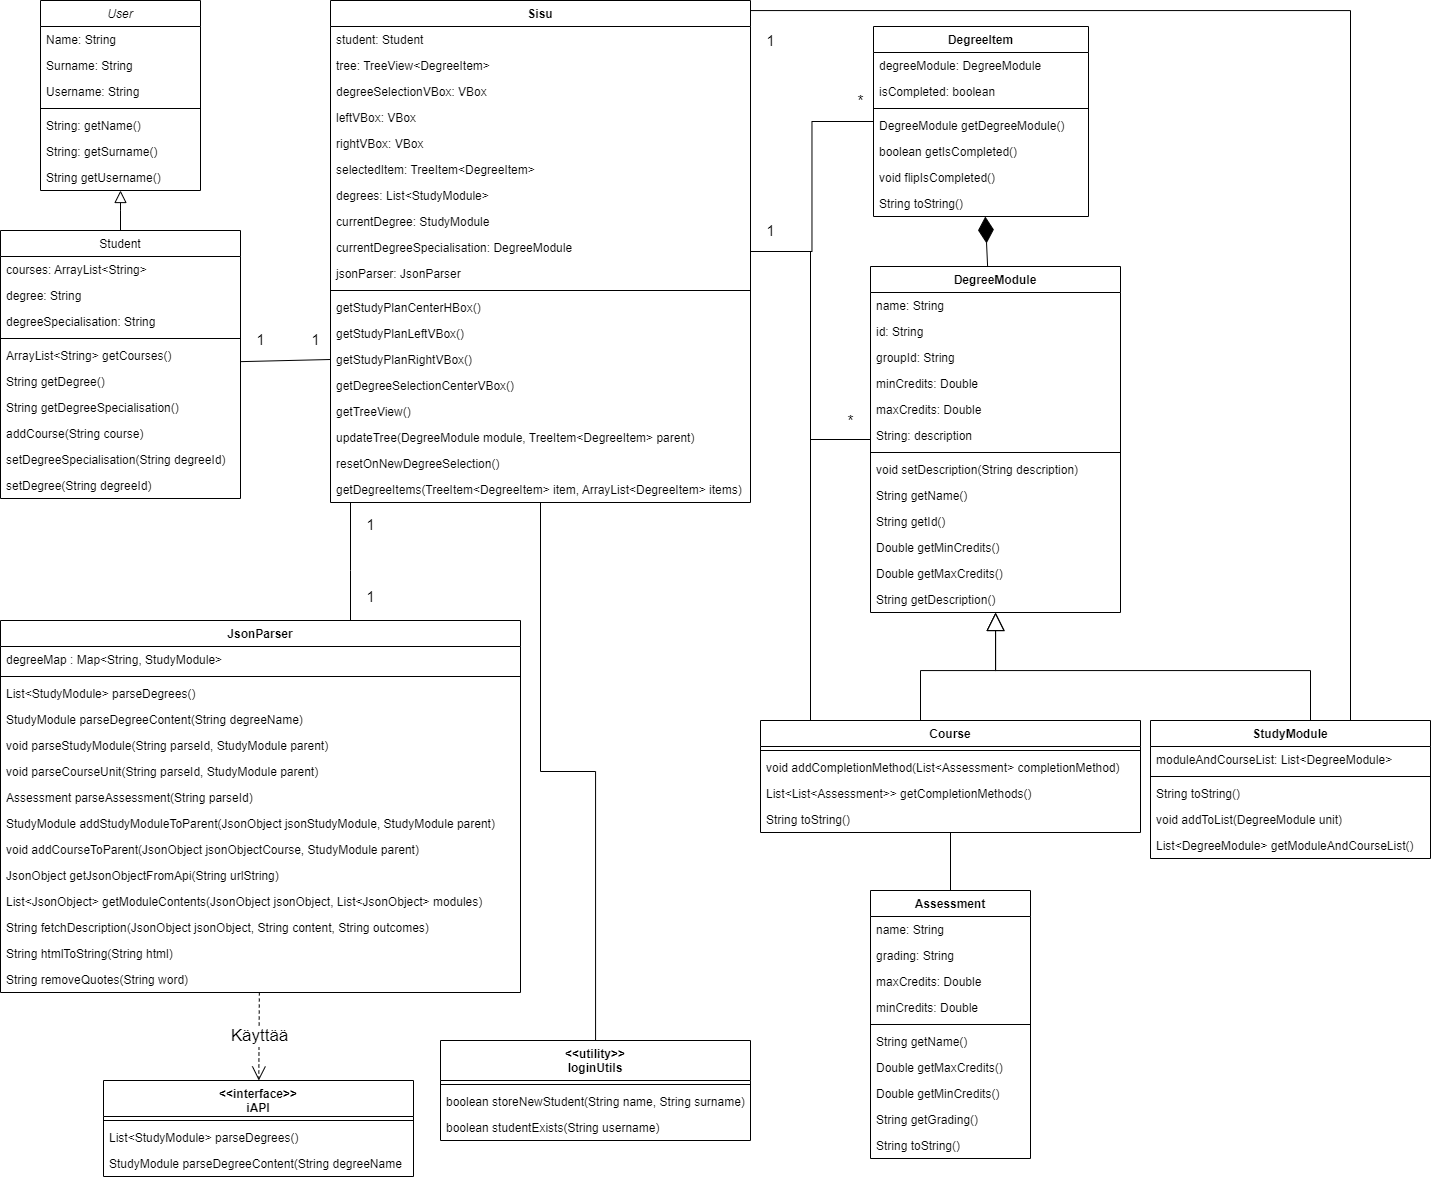 User
Name: String
Surname: String
Username: String
String: getName()
String: getSurname()
String getUsername()
Student
courses: ArrayList<String>
degree: String
degreeSpecialisation: String
ArrayList<String> getCourses()
String getDegree()
String getDegreeSpecialisation()
addCourse(String course)
setDegreeSpecialisation(String degreeId)
setDegree(String degreeId)
1
1
Sisu
student: Student
tree: TreeView<DegreeItem>
degreeSelectionVBox: VBox
leftVBox: VBox
rightVBox: VBox
selectedItem: TreeItem<DegreeItem>
degrees: List<StudyModule>
currentDegree: StudyModule
currentDegreeSpecialisation: DegreeModule
jsonParser: JsonParser
getStudyPlanCenterHBox()
getStudyPlanLeftVBox()
getStudyPlanRightVBox()
getDegreeSelectionCenterVBox()
getTreeView()
updateTree(DegreeModule module, TreeItem<DegreeItem> parent)
resetOnNewDegreeSelection()
getDegreeItems(TreeItem<DegreeItem> item, ArrayList<DegreeItem> items)
1
*
1
*
DegreeItem
degreeModule: DegreeModule
isCompleted: boolean
DegreeModule getDegreeModule()
boolean getIsCompleted()
void flipIsCompleted()
String toString()
DegreeModule
name: String
id: String
groupId: String
minCredits: Double
maxCredits: Double
String: description
void setDescription(String description)
String getName()
String getId()
Double getMinCredits()
Double getMaxCredits()
String getDescription()
1
1
JsonParser
degreeMap : Map<String, StudyModule>
List<StudyModule> parseDegrees()
StudyModule parseDegreeContent(String degreeName)
void parseStudyModule(String parseId, StudyModule parent)
void parseCourseUnit(String parseId, StudyModule parent)
Assessment parseAssessment(String parseId)
StudyModule addStudyModuleToParent(JsonObject jsonStudyModule, StudyModule parent)
void addCourseToParent(JsonObject jsonObjectCourse, StudyModule parent)
JsonObject getJsonObjectFromApi(String urlString)
List<JsonObject> getModuleContents(JsonObject jsonObject, List<JsonObject> modules)
String fetchDescription(JsonObject jsonObject, String content, String outcomes)
String htmlToString(String html)
String removeQuotes(String word)
Käyttää
<<interface>>
iAPI
List<StudyModule> parseDegrees()
StudyModule parseDegreeContent(String degreeName
<<utility>>
loginUtils
boolean storeNewStudent(String name, String surname)
boolean studentExists(String username)
Course
void addCompletionMethod(List<Assessment> completionMethod)
List<List<Assessment>> getCompletionMethods()
String toString()
StudyModule
moduleAndCourseList: List<DegreeModule>
String toString()
void addToList(DegreeModule unit)
List<DegreeModule> getModuleAndCourseList()
Assessment
name: String
grading: String
maxCredits: Double
minCredits: Double
String getName()
Double getMaxCredits()
Double getMinCredits()
String getGrading()
String toString()